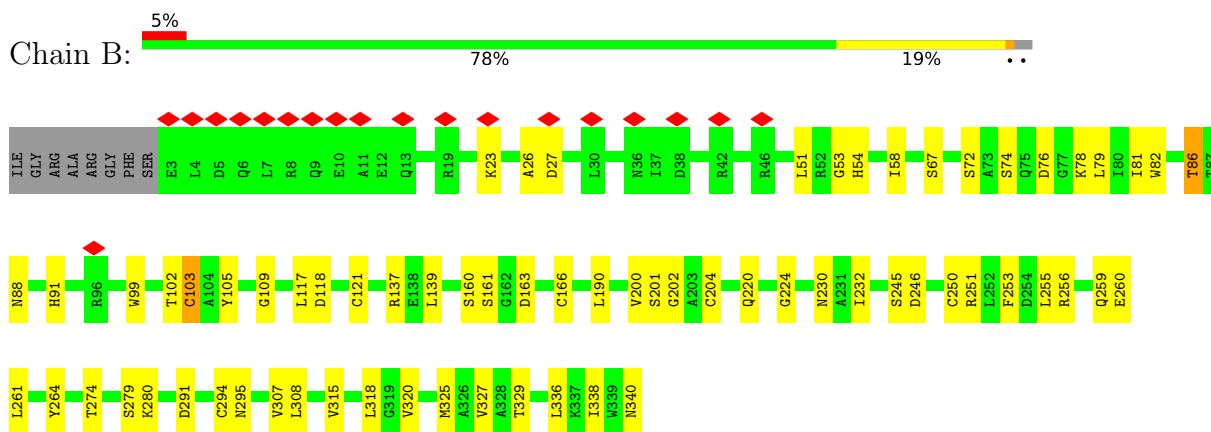 5%
Chain B:
78% 19% • •
ILE GLY ARG ALA ARG GLY PHE SER E3 L4 D5 Q6 L7 R8 Q9 E10 A11 E12 Q13 R19 K23 A26 D27 L30 N36 I37 D38 R42 R46 L51 R52 G53 H54 I58 S67 S72 A73 S74 Q75 D76 G77 K78 L79 I80 I81 W82 T86 T87
N88 H91 R96 W99 T102 C103 A104 Y105 G109 L117 D118 C121 R137 E138 L139 S160 S161 G162 D163 C166 L190 V200 S201 G202 A203 C204 Q220 G224 N230 A231 I232 S245 D246 C250 R251 L252 F253 D254 L255 R256 Q259 E260
L261 Y264 T274 S279 K280 D291 C294 N295 V307 L308 V315 L318 G319 V320 M325 A326 V327 A328 T329 L336 K337 I338 W339 N340